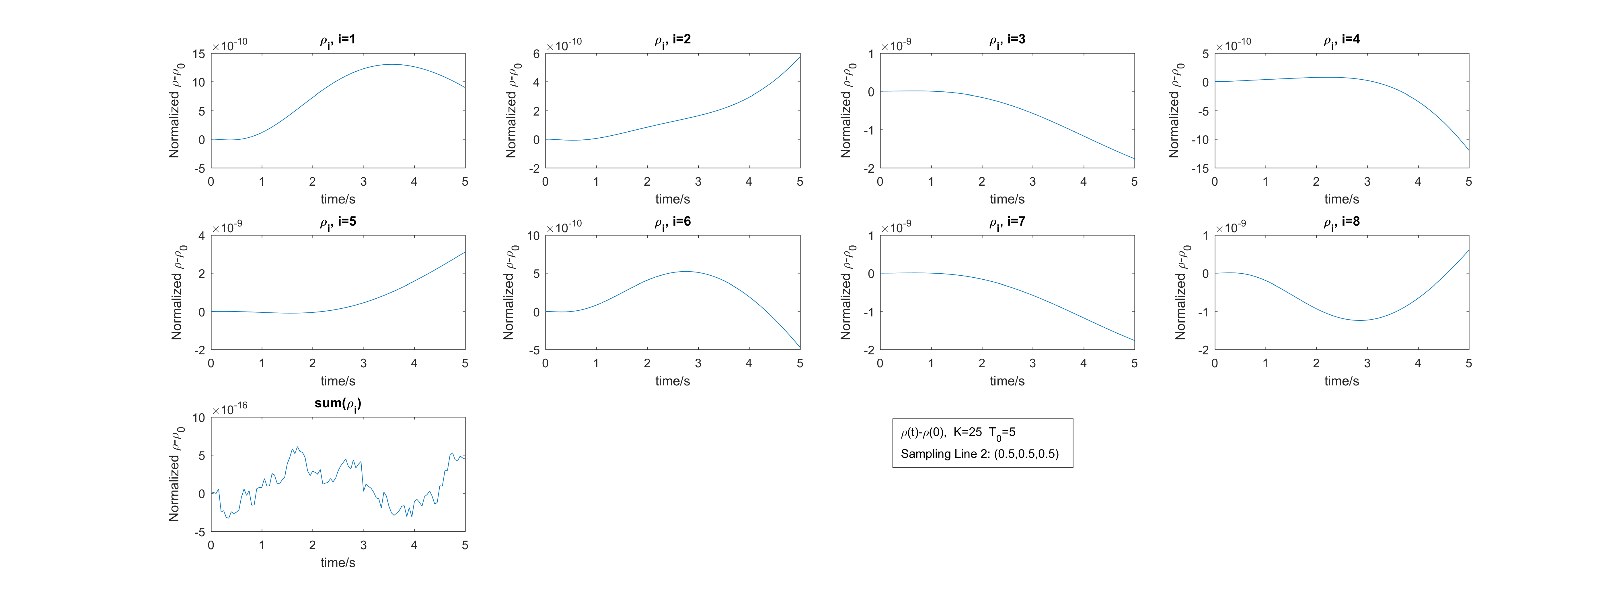 ρi, i=1
×10-10
15
10
5
0
-5
Normalized ρ-ρ0
0 1 2 3 4 5
time/s
ρi, i=2
×10-10
6
4
2
0
-2
Normalized ρ-ρ0
0 1 2 3 4 5
time/s
ρi, i=3
×10-9
1
0
-1
-2
Normalized ρ-ρ0
0 1 2 3 4 5
time/s
ρi, i=4
×10-10
5
0
-5
-10
-15
Normalized ρ-ρ0
0 1 2 3 4 5
time/s
ρi, i=5
×10-9
4
2
0
-2
Normalized ρ-ρ0
0 1 2 3 4 5
time/s
ρi, i=6
×10-10
10
5
0
-5
Normalized ρ-ρ0
0 1 2 3 4 5
time/s
ρi, i=7
×10-9
1
0
-1
-2
Normalized ρ-ρ0
0 1 2 3 4 5
time/s
ρi, i=8
×10-9
1
0
-1
-2
Normalized ρ-ρ0
0 1 2 3 4 5
time/s
sum(ρi)
×10-16
10
5
0
-5
Normalized ρ-ρ0
0 1 2 3 4 5
time/s
ρ(t)-ρ(0), K=25 T0=5
Sampling Line 2: (0.5,0.5,0.5)